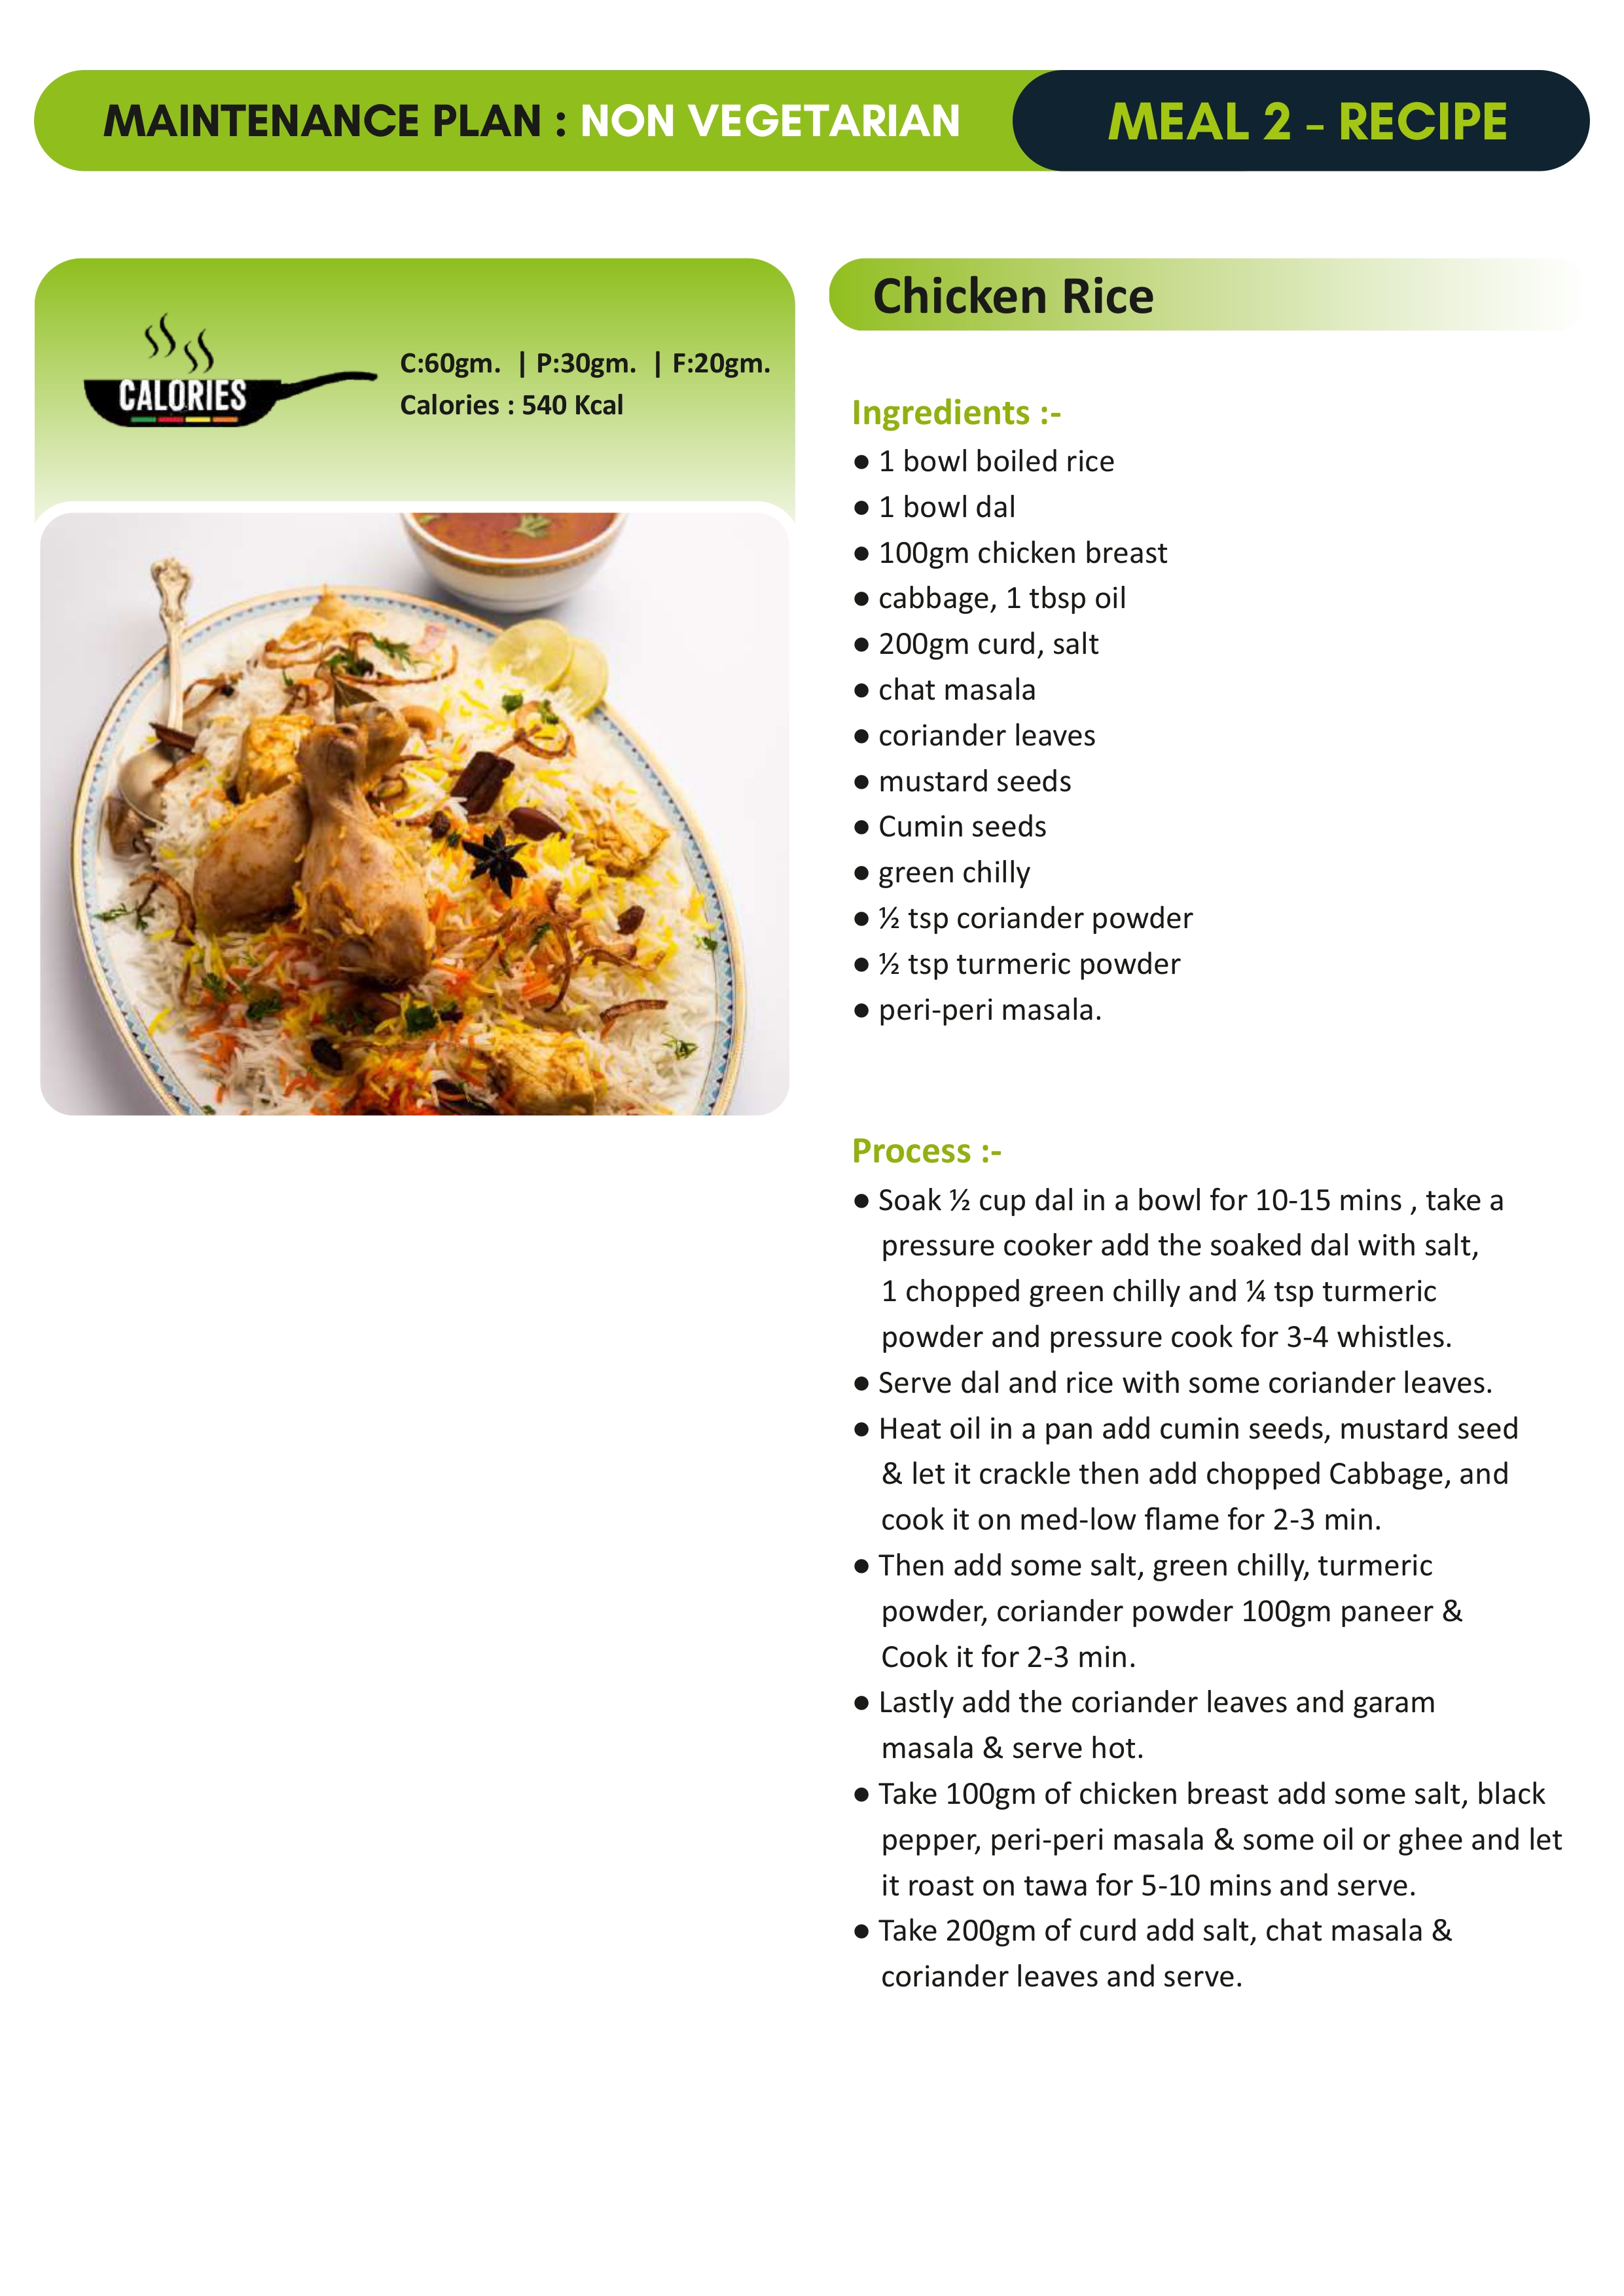 MAINTENANCE PLAN : NON VEGETARIAN
MEAL 2 - RECIPE
CALORIES
C:60gm. | P:30gm. | F:20gm.
Calories : 540 Kcal
Chicken Rice
Ingredients :-
● 1 bowl boiled rice
● 1 bowl dal
● 100gm chicken breast
● cabbage, 1 tbsp oil
● 200gm curd, salt
● chat masala
● coriander leaves
● mustard seeds
● Cumin seeds
● green chilly
● ½ tsp coriander powder
● ½ tsp turmeric powder
● peri-peri masala.
Process :-
● Soak ½ cup dal in a bowl for 10-15 mins , take a
pressure cooker add the soaked dal with salt,
1 chopped green chilly and ¼ tsp turmeric
powder and pressure cook for 3-4 whistles.
● Serve dal and rice with some coriander leaves.
● Heat oil in a pan add cumin seeds, mustard seed
& let it crackle then add chopped Cabbage, and
cook it on med-low flame for 2-3 min.
● Then add some salt, green chilly, turmeric
powder, coriander powder 100gm paneer &
Cook it for 2-3 min.
● Lastly add the coriander leaves and garam
masala & serve hot.
● Take 100gm of chicken breast add some salt, black
pepper, peri-peri masala & some oil or ghee and let
it roast on tawa for 5-10 mins and serve.
● Take 200gm of curd add salt, chat masala &
coriander leaves and serve.